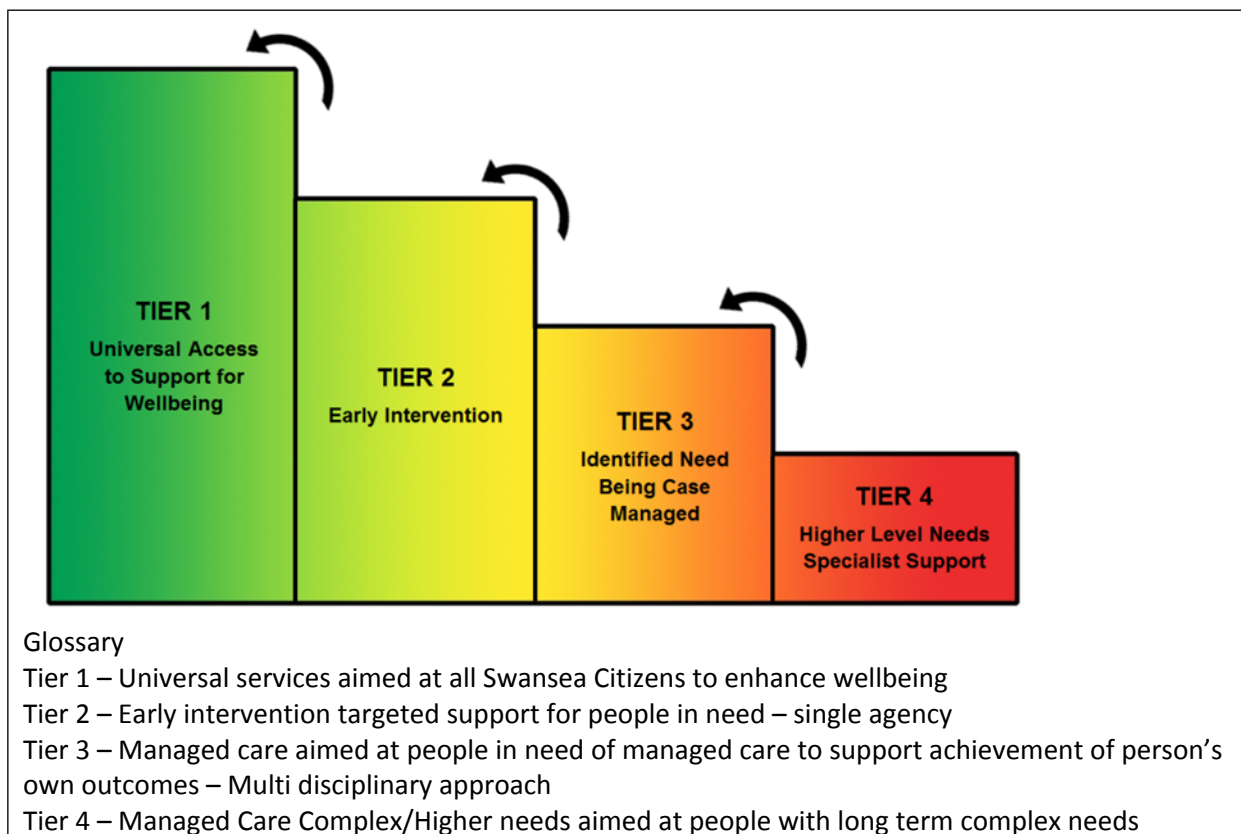 TIER 1
Universal Access
to Support for
Wellbeing
TIER 2
Early Intervention
TIER 3
Identified Need
Being Case
Managed
TIER 4
Higher Level Needs
Specialist Support
Glossary
Tier 1 – Universal services aimed at all Swansea Citizens to enhance wellbeing
Tier 2 – Early intervention targeted support for people in need – single agency
Tier 3 – Managed care aimed at people in need of managed care to support achievement of person’s
own outcomes – Multi disciplinary approach
Tier 4 – Managed Care Complex/Higher needs aimed at people with long term complex needs